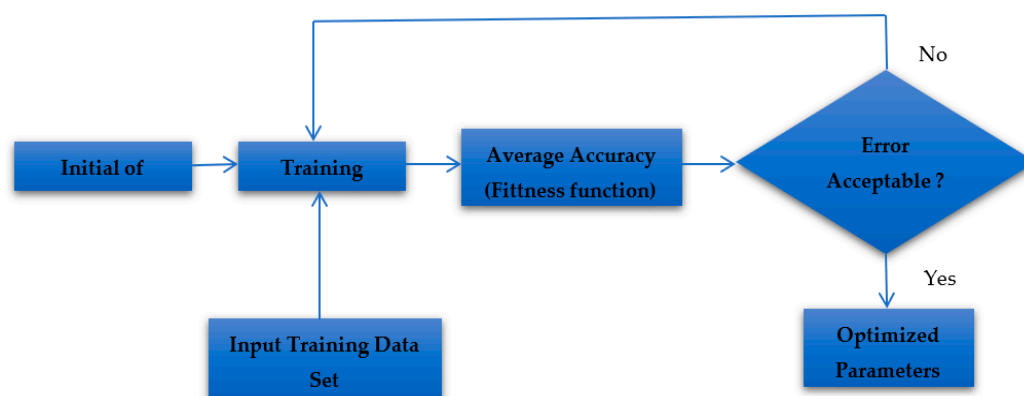 No
Initial of
Training
Average Accuracy
(Fittness function)
Error
Acceptable ?
Yes
Input Training Data
Set
Optimized
Parameters